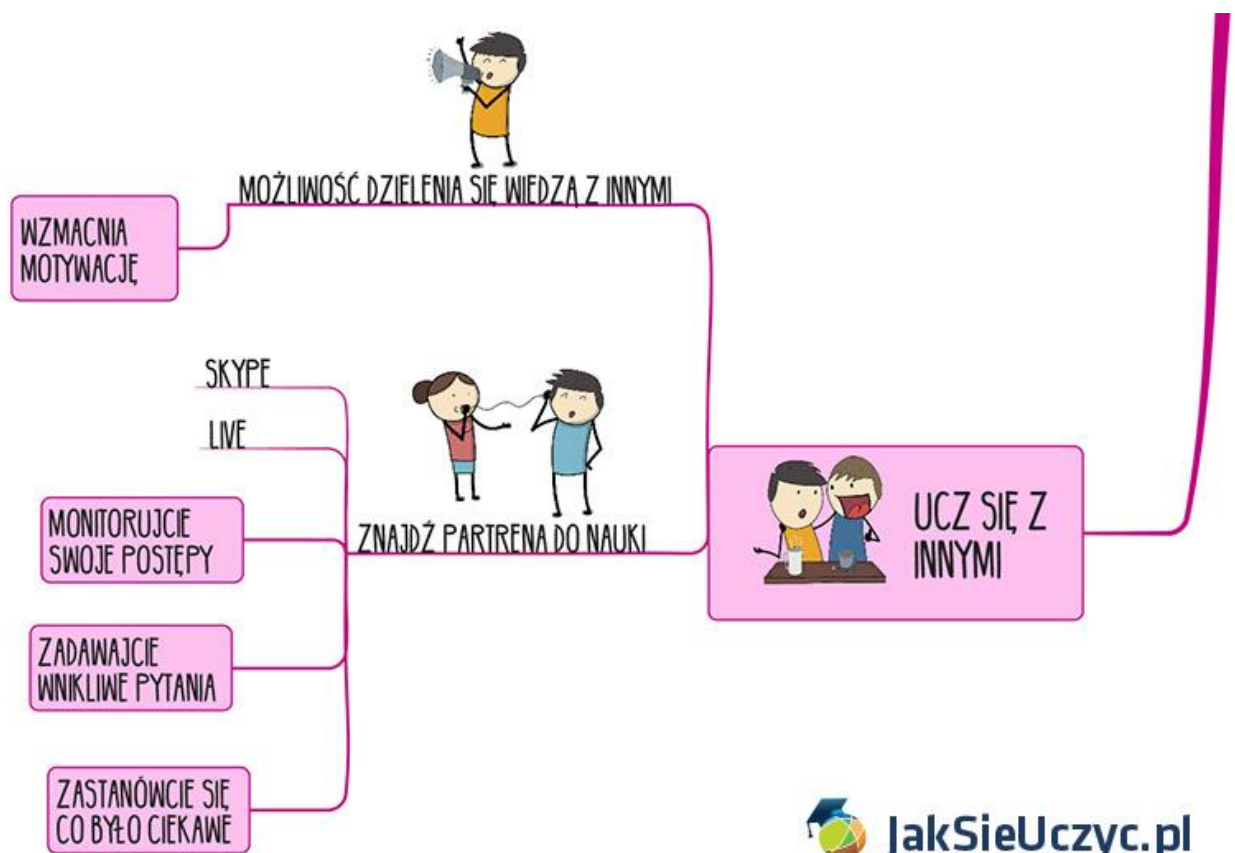 MOŻLIWOŚĆ DZIELENIA SIĘ WIEDZĄ Z INNYMI
WZMACNIA
MOTYWACJĘ
SKYPE
LIVE
MONITORUJCIE
SWOJE POSTĘPY
ZNAJDŹ PARTRENA DO NAUKI
UCZ SIĘ Z
INNYMI
ZADAWAJCIE
WNIKLIWE PYTANIA
ZASTANÓWCIE SIĘ
CO BYŁO CIEKAWE
JakSieUczyc.pl